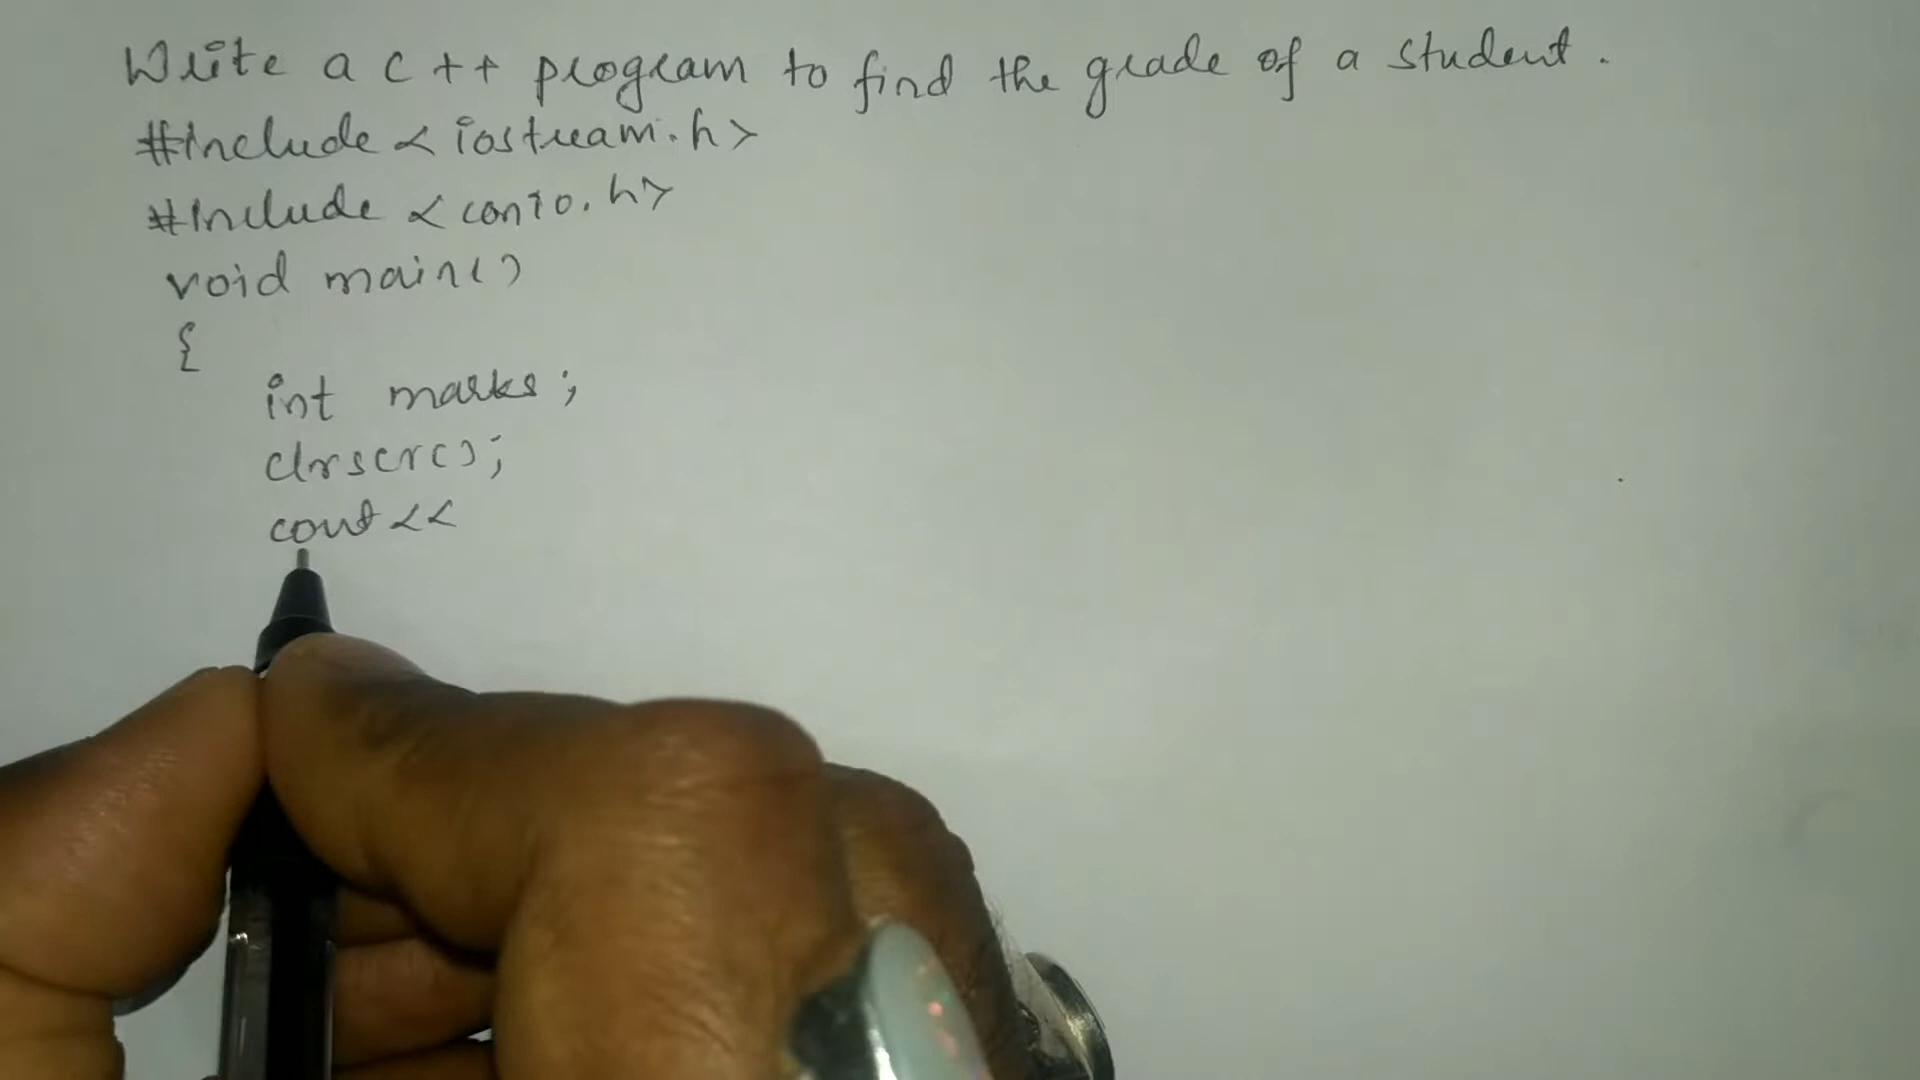 Write a c++ program to find the grade of a student.
#Include <iostream.h>
#Include <conio.h>
void main()
{
int marks;
clrscr();
cout <<